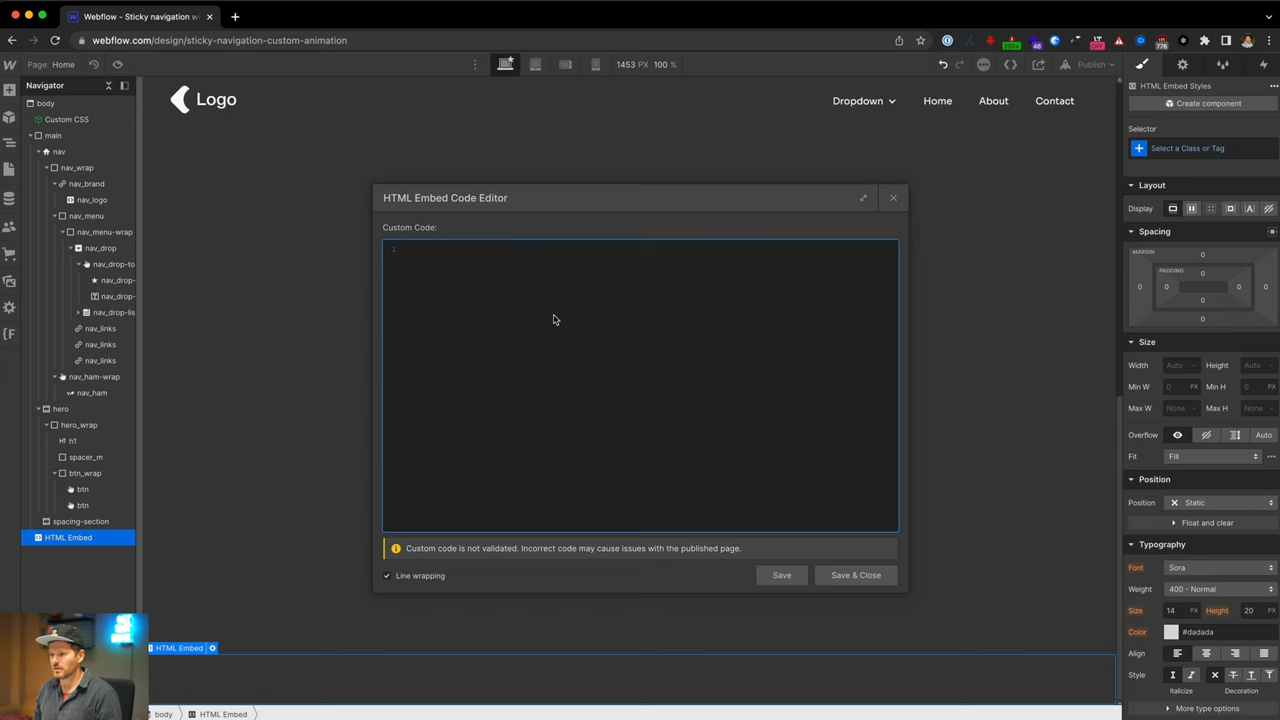 Webflow - Sticky navigation w
webflow.com/design/sticky-navigation-custom-animation
200+
46
OFF
776
Page: Home
1453 PX 100 %
Publish
Navigator
body
Custom CSS
main
nav
nav_wrap
nav_brand
nav_logo
nav_menu
nav_menu-wrap
nav_drop
nav_drop-to
nav_drop-
nav_drop-
nav_drop-lis
nav_links
nav_links
nav_links
nav_ham-wrap
nav_ham
hero
hero_wrap
h1
spacer_m
btn_wrap
btn
btn
spacing-section
HTML Embed
Logo
Dropdown Home About Contact
HTML Embed Code Editor
Custom Code:
1
Custom code is not validated. Incorrect code may cause issues with the published page.
Line wrapping
Save Save & Close
HTML Embed
body HTML Embed
HTML Embed Styles
Create component
Selector
Select a Class or Tag
Layout
Display
Spacing
MARGIN
0
PADDING
0
0 0 0 0
0
0
Size
Width Auto - Height Auto -
Min W 0 PX Min H 0 PX
Max W None - Max H None -
Overflow Auto
Fit Fill
Position
Position Static
Float and clear
Typography
Font Sora
Weight 400 - Normal
Size 14 PX Height 20 PX
Color #dadada
Align
Style
Italicize Decoration
More type options